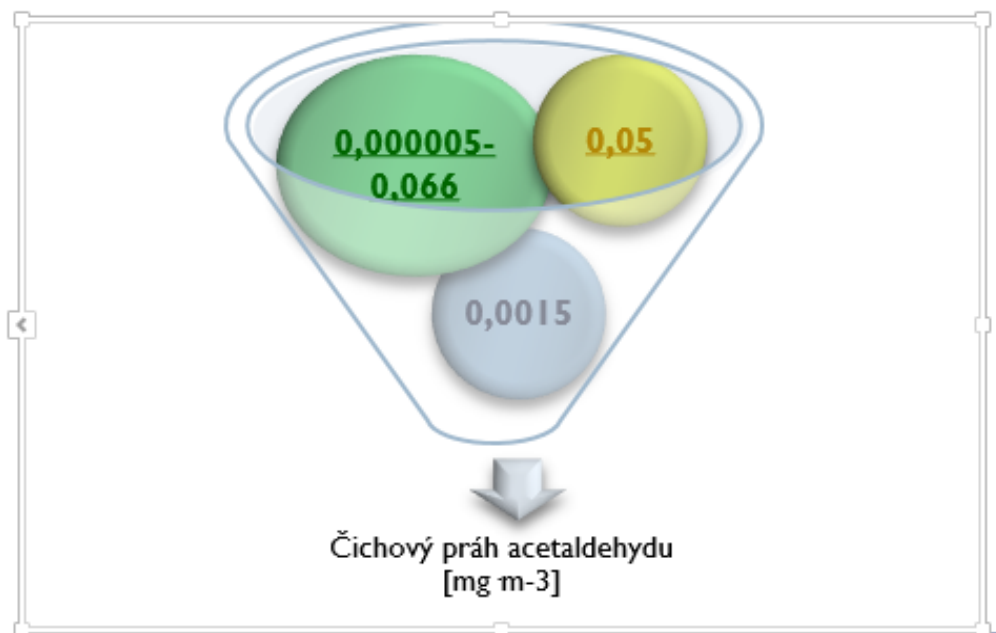 0,000005-
0,066
0,05
0,0015
Čichový práh acetaldehydu
[mg·m-3]